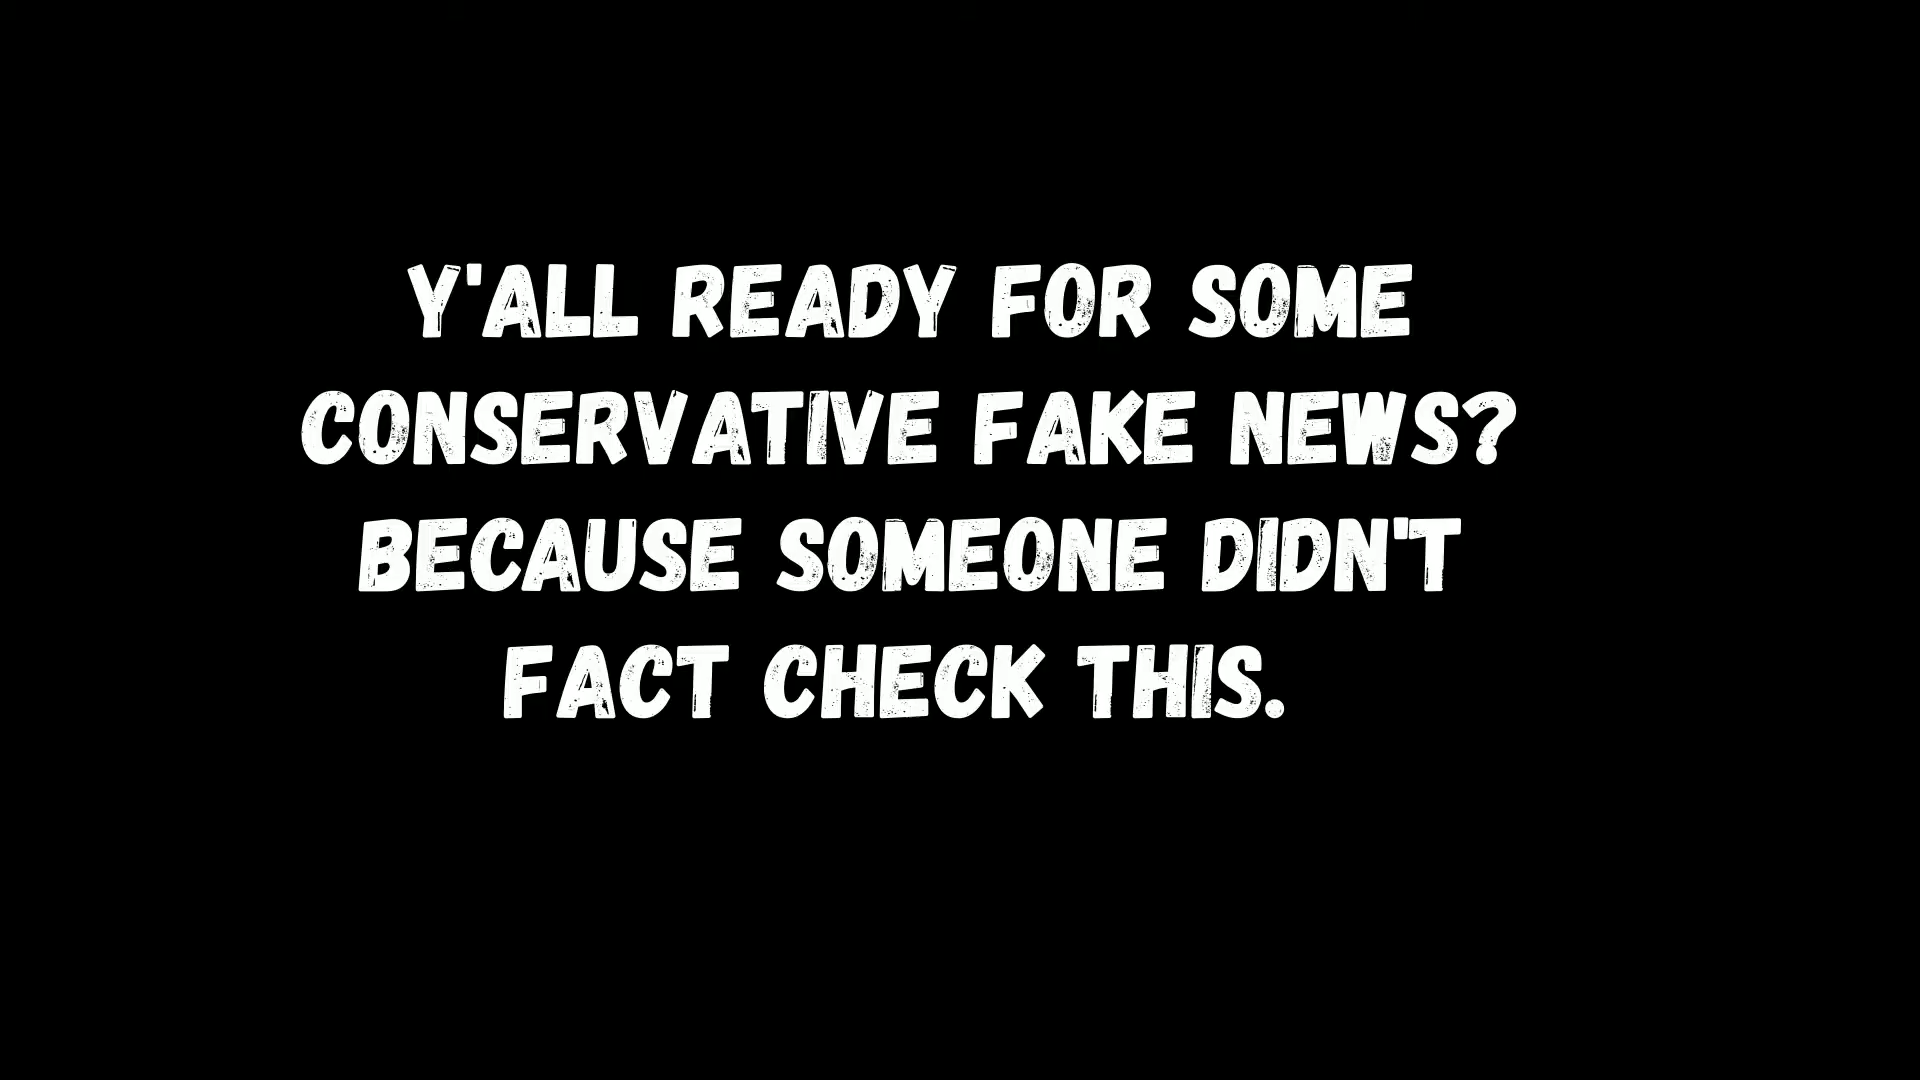 Y'ALL READY FOR SOME
CONSERVATIVE FAKE NEWS?
BECAUSE SOMEONE DIDN'T
FACT CHECK THIS.